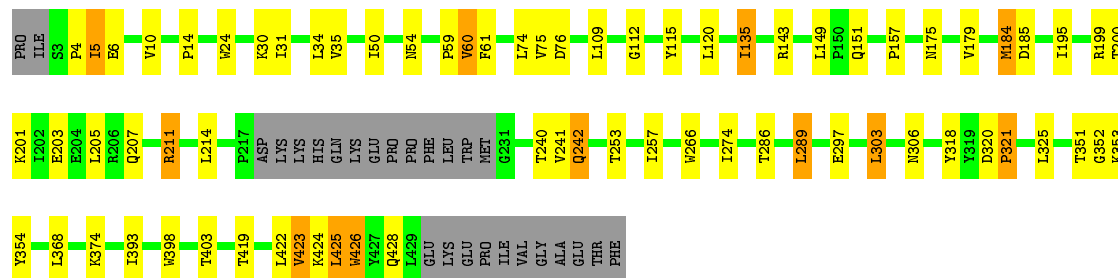 PRO ILE S3 P4 I5 E6 V10 P14 W24 K30 I31 L34 V35 I50 N54 P59 V60 F61 L74 V75 D76 L109 G112 Y115 L120 I135 R143 L149 P150 Q151 P157 N175 V179 M184 D185 I195 R199 T200
K201 I202 E203 E204 L205 R206 Q207 R211 L214 P217 ASP LYS LYS HIS GLN LYS GLU PRO PRO PHE LEU TRP MET G231 T240 V241 Q242 T253 I257 W266 I274 T286 L289 E297 L303 N306 Y318 Y319 D320 P321 L325 T351 G352 K353
Y354 L368 K374 I393 W398 T403 T419 L422 V423 K424 L425 W426 Y427 Q428 L429 GLU LYS GLU PRO ILE VAL GLY ALA GLU THR PHE